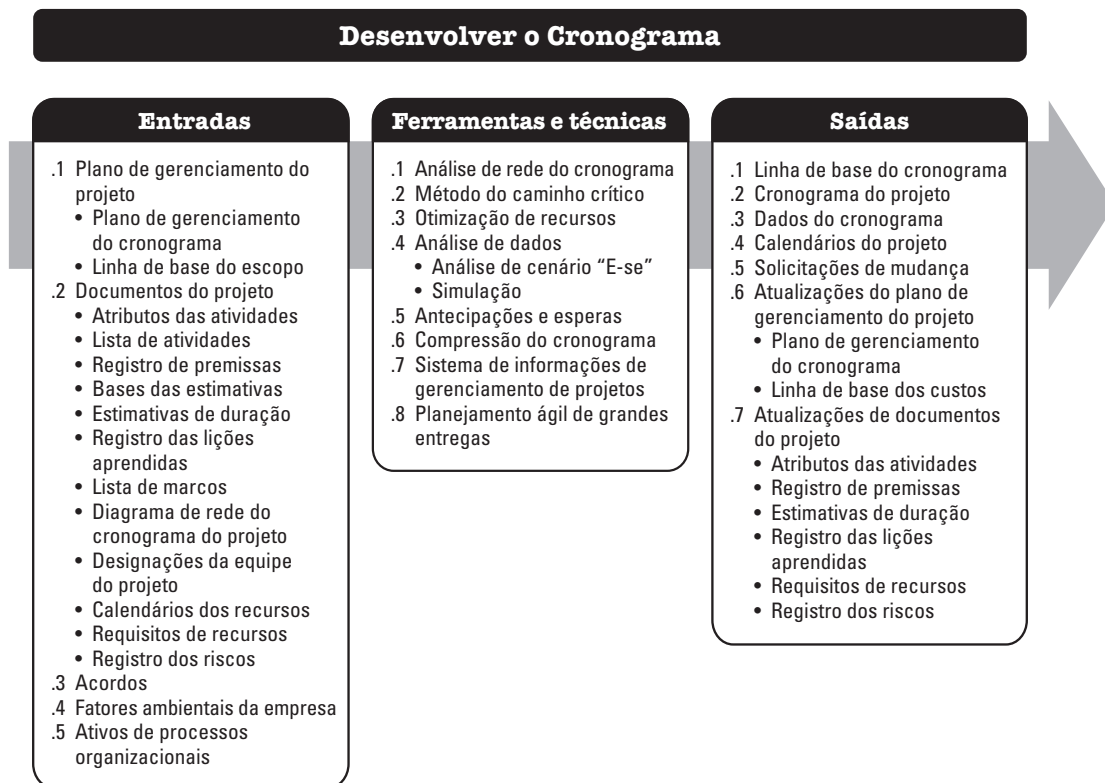 Desenvolver o Cronograma
Entradas
.1 Plano de gerenciamento do
projeto
• Plano de gerenciamento
do cronograma
• Linha de base do escopo
.2 Documentos do projeto
• Atributos das atividades
• Lista de atividades
• Registro de premissas
• Bases das estimativas
• Estimativas de duração
• Registro das lições
aprendidas
• Lista de marcos
• Diagrama de rede do
cronograma do projeto
• Designações da equipe
do projeto
• Calendários dos recursos
• Requisitos de recursos
• Registro dos riscos
.3 Acordos
.4 Fatores ambientais da empresa
.5 Ativos de processos
organizacionais
Ferramentas e técnicas
.1 Análise de rede do cronograma
.2 Método do caminho crítico
.3 Otimização de recursos
.4 Análise de dados
• Análise de cenário “E-se”
• Simulação
.5 Antecipações e esperas
.6 Compressão do cronograma
.7 Sistema de informações de
gerenciamento de projetos
.8 Planejamento ágil de grandes
entregas
Saídas
.1 Linha de base do cronograma
.2 Cronograma do projeto
.3 Dados do cronograma
.4 Calendários do projeto
.5 Solicitações de mudança
.6 Atualizações do plano de
gerenciamento do projeto
• Plano de gerenciamento
do cronograma
• Linha de base dos custos
.7 Atualizações de documentos
do projeto
• Atributos das atividades
• Registro de premissas
• Estimativas de duração
• Registro das lições
aprendidas
• Requisitos de recursos
• Registro dos riscos